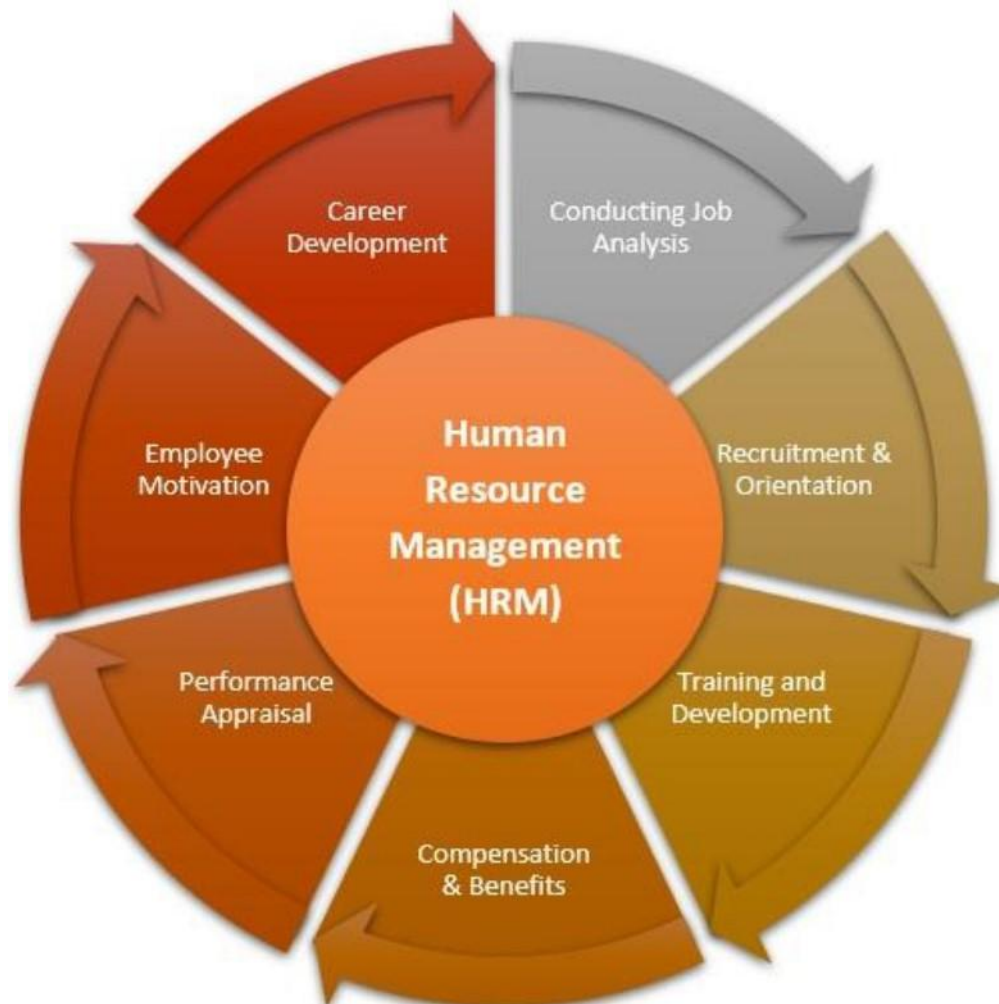 Human
Resource
Management
(HRM)
Conducting Job
Analysis
Recruitment &
Orientation
Training and
Development
Compensation
& Benefits
Performance
Appraisal
Employee
Motivation
Career
Development